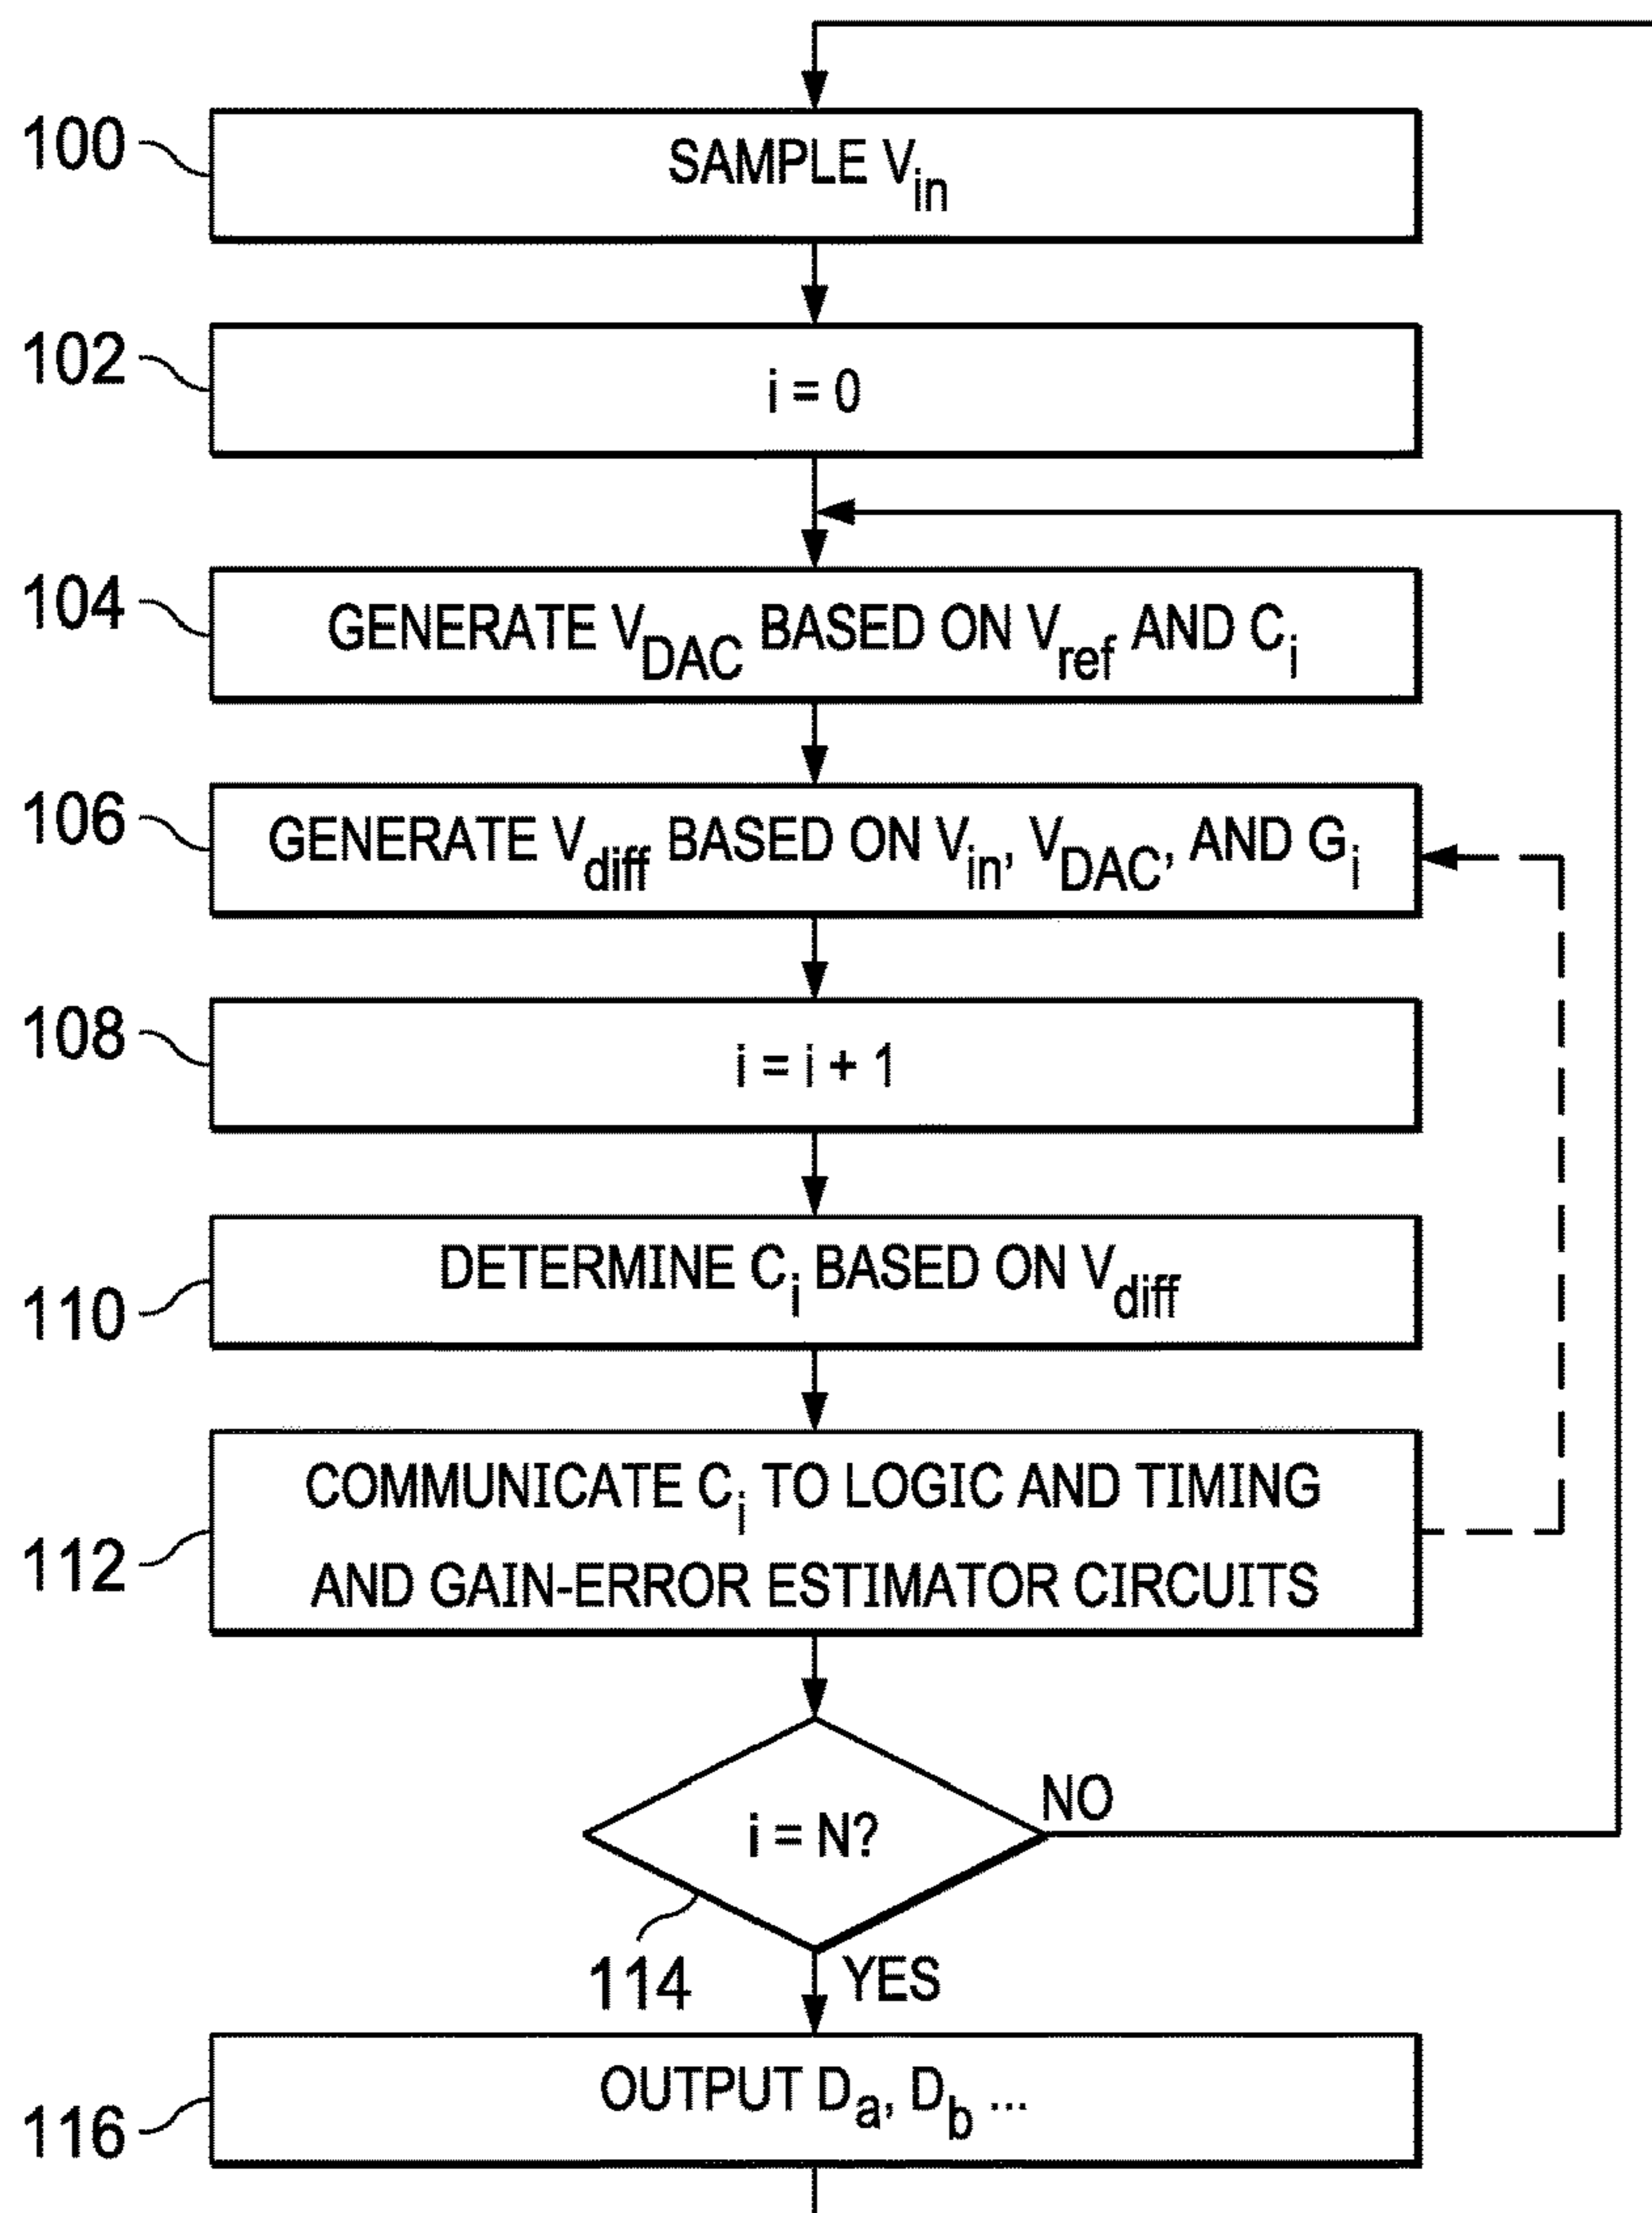 100
SAMPLE Vin
102
i = 0
104
GENERATE VDAC BASED ON Vref AND Ci
106
GENERATE Vdiff BASED ON Vin, VDAC, AND Gi
108
i = i + 1
110
DETERMINE Ci BASED ON Vdiff
112
COMMUNICATE Ci TO LOGIC AND TIMING
AND GAIN-ERROR ESTIMATOR CIRCUITS
i = N?
NO
114
YES
116
OUTPUT Da, Db ...